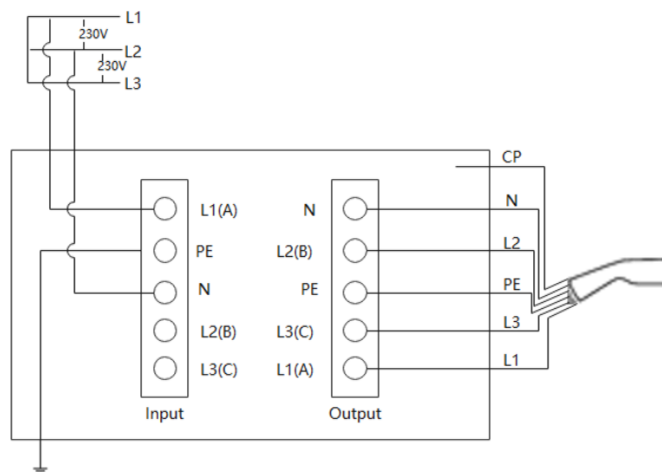 L1
230V
L2
230V
L3
CP
L1(A) N N
PE L2(B) L2
N PE PE
L2(B) L3(C) L3
L3(C) L1(A) L1
Input Output